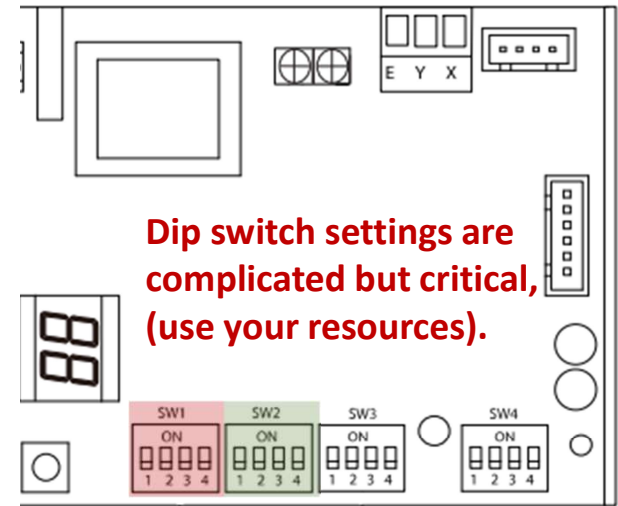 E Y X
Dip switch settings are
complicated but critical,
(use your resources).
SW1 SW2 SW3 SW4
ON ON ON ON
1 2 3 4 1 2 3 4 1 2 3 4 1 2 3 4